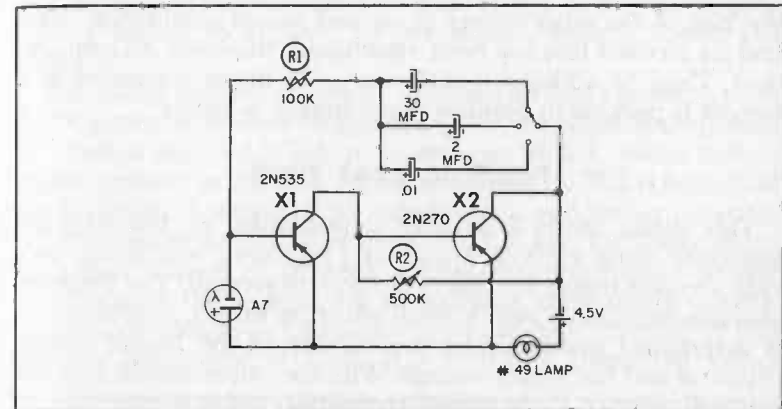 R1
100K
30
MFD
2
MFD
.01
2N535
X1
2N270
X2
R2
500K
λ
+
A7
4.5V
+
# 49 LAMP